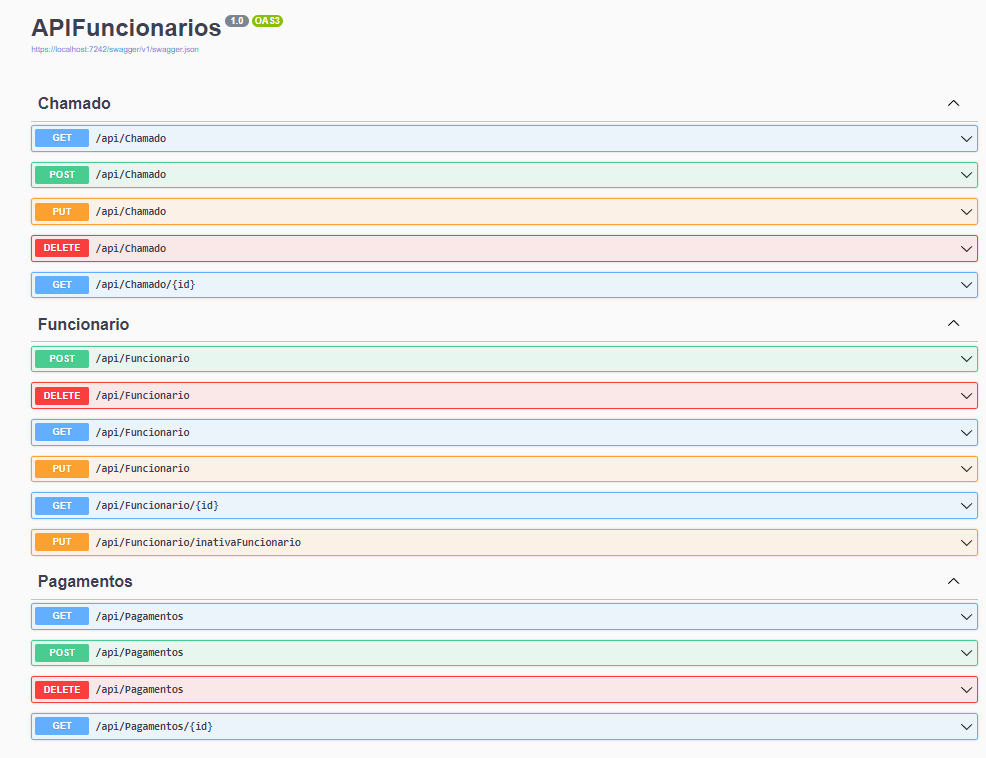 APIFuncionarios 1.0 OAS3
https://localhost:7242/swagger/v1/swagger.json
Chamado
GET /api/Chamado
POST /api/Chamado
PUT /api/Chamado
DELETE /api/Chamado
GET /api/Chamado/{id}
Funcionario
POST /api/Funcionario
DELETE /api/Funcionario
GET /api/Funcionario
PUT /api/Funcionario
GET /api/Funcionario/{id}
PUT /api/Funcionario/inativaFuncionario
Pagamentos
GET /api/Pagamentos
POST /api/Pagamentos
DELETE /api/Pagamentos
GET /api/Pagamentos/{id}